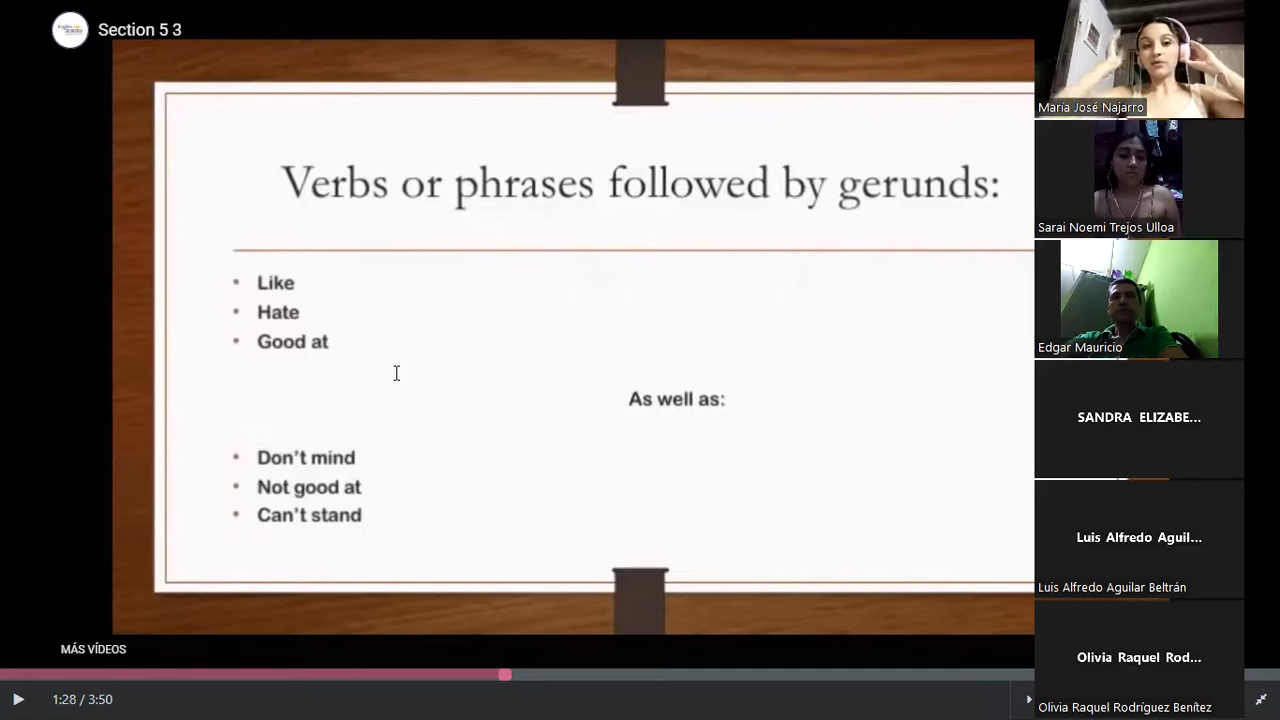 Section 5 3
Verbs or phrases followed by gerunds:
• Like
• Hate
• Good at
As well as:
• Don't mind
• Not good at
• Can't stand
MÁS VÍDEOS
1:28 / 3:50
María José Najarro
Sarai Noemi Trejos Ulloa
Edgar Mauricio
SANDRA ELIZABE...
Luis Alfredo Aguil...
Luis Alfredo Aguilar Beltrán
Olivia Raquel Rod...
Olivia Raquel Rodríguez Benítez